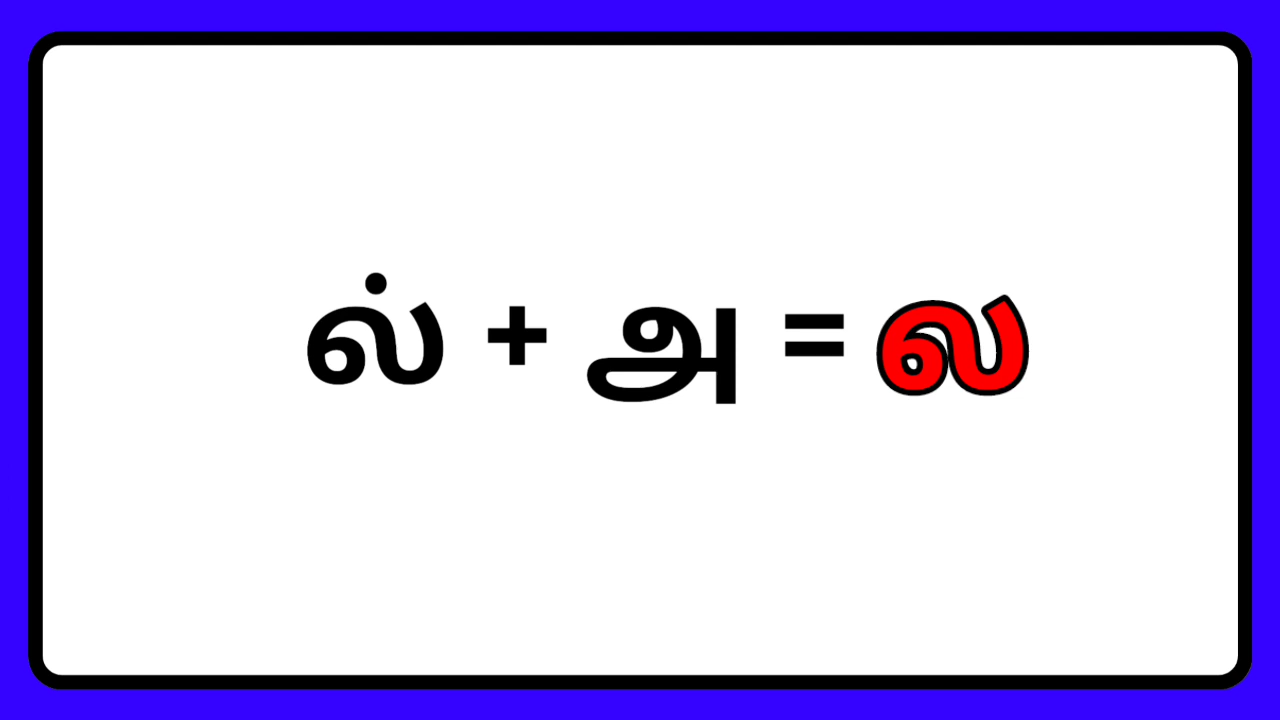 ல் + அ = ல